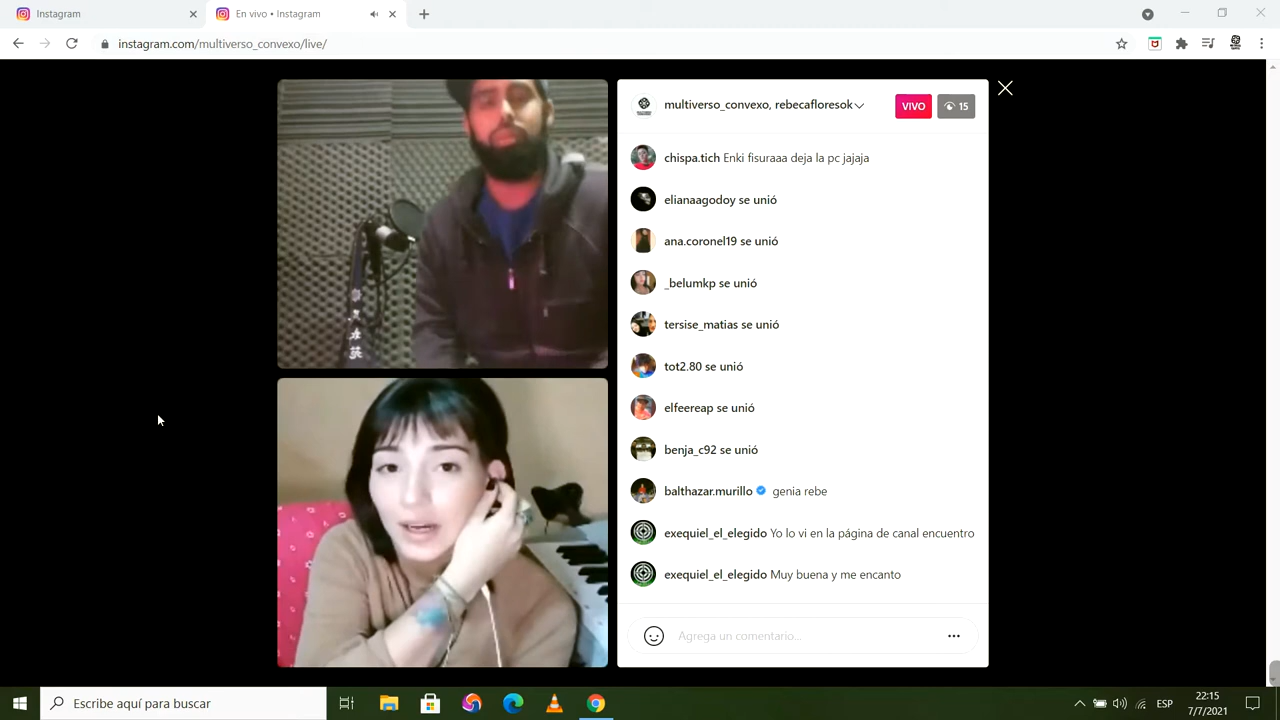 Instagram
En vivo • Instagram
instagram.com/multiverso_convexo/live/
multiverso_convexo, rebecafloresok
VIVO
15
chispa.tich Enki fisuraaa deja la pc jajaja
elianaagodoy se unió
ana.coronel19 se unió
_belumkp se unió
tersise_matias se unió
tot2.80 se unió
elfeereap se unió
benja_c92 se unió
balthazar.murillo genia rebe
exequiel_el_elegido Yo lo vi en la página de canal encuentro
exequiel_el_elegido Muy buena y me encanto
Agrega un comentario...
Escribe aquí para buscar
ESP
22:15
7/7/2021